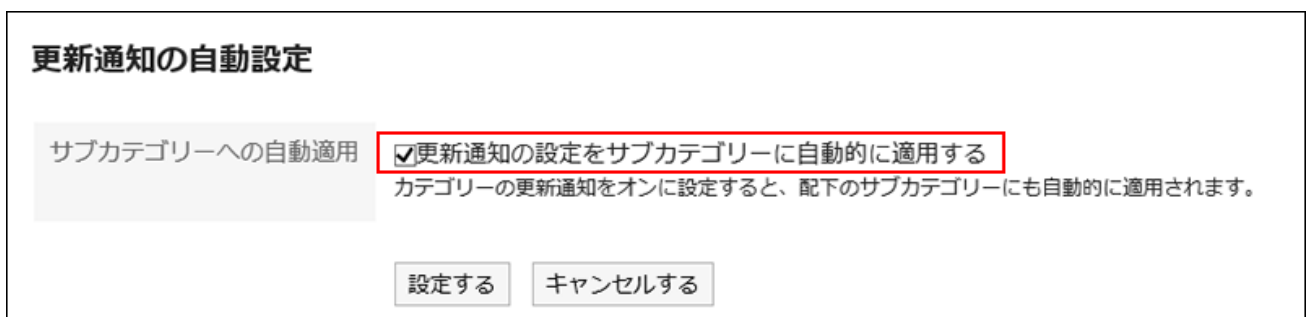 更新通知の自動設定
サブカテゴリーへの自動適用
更新通知の設定をサブカテゴリーに自動的に適用する
カテゴリーの更新通知をオンに設定すると、配下のサブカテゴリーにも自動的に適用されます。
設定する
キャンセルする